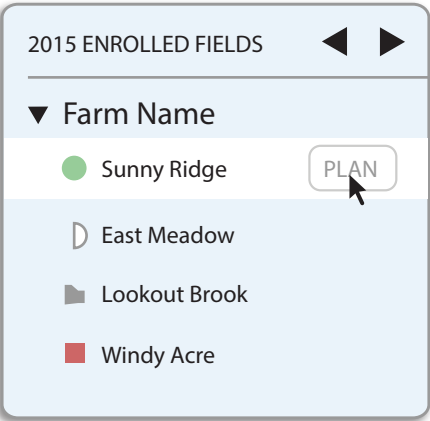 2015 ENROLLED FIELDS
Farm Name
Sunny Ridge PLAN
East Meadow
Lookout Brook
Windy Acre